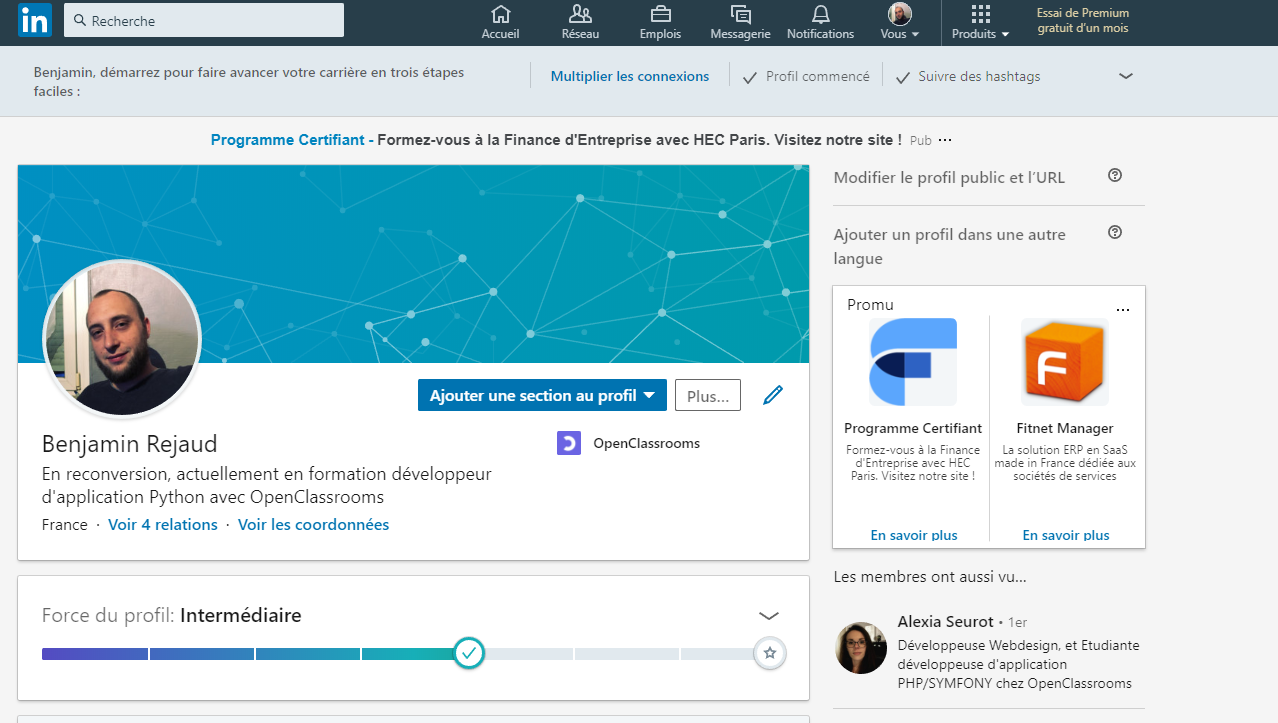 in
Recherche
Accueil
Réseau
Emplois
Messagerie
Notifications
Vous
Produits
Essai de Premium
gratuit d'un mois
Benjamin, démarrez pour faire avancer votre carrière en trois étapes
faciles :
Multiplier les connexions
Profil commencé
Suivre des hashtags
Programme Certifiant - Formez-vous à la Finance d'Entreprise avec HEC Paris. Visitez notre site ! Pub ...
Modifier le profil public et l'URL
Ajouter un profil dans une autre
langue
Promu
...
F
Programme Certifiant
Formez-vous à la Finance
d'Entreprise avec HEC
Paris. Visitez notre site !
En savoir plus
Fitnet Manager
La solution ERP en SaaS
made in France dédiée aux
sociétés de services
En savoir plus
Ajouter une section au profil
Plus...
Benjamin Rejaud
OpenClassrooms
En reconversion, actuellement en formation développeur
d'application Python avec OpenClassrooms
France · Voir 4 relations · Voir les coordonnées
Force du profil: Intermédiaire
Les membres ont aussi vu...
Alexia Seurot • 1er
Développeuse Webdesign, et Etudiante
développeuse d'application
PHP/SYMFONY chez OpenClassrooms